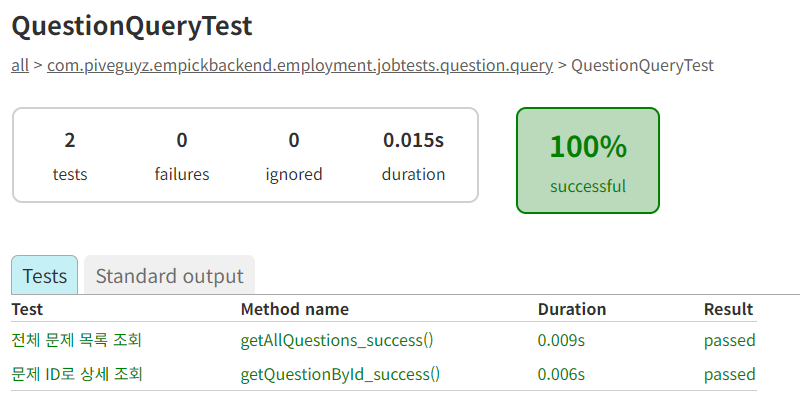 QuestionQueryTest
all > com.piveguyz.empickbackend.employment.jobtests.question.query > QuestionQueryTest
2 0 0 0.015s
tests failures ignored duration
100%
successful
Tests Standard output
Test Method name Duration Result
전체 문제 목록 조회 getAllQuestions_success() 0.009s passed
문제 ID로 상세 조회 getQuestionById_success() 0.006s passed